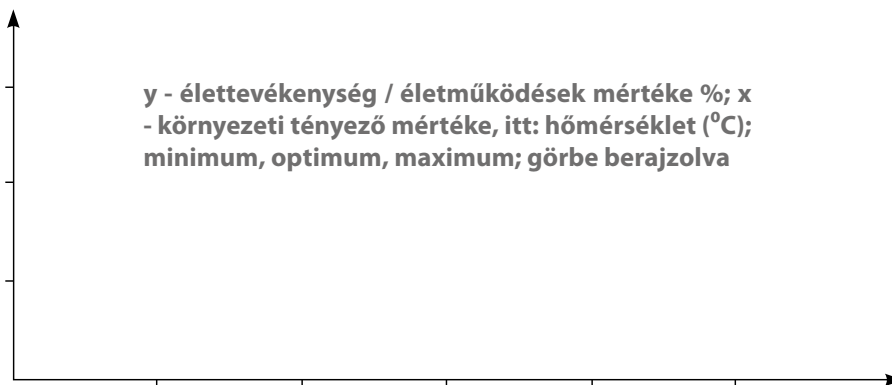 y - élettevékenység / életműködések mértéke %; x
- környezeti tényező mértéke, itt: hőmérséklet (⁰C);
minimum, optimum, maximum; görbe berajzolva